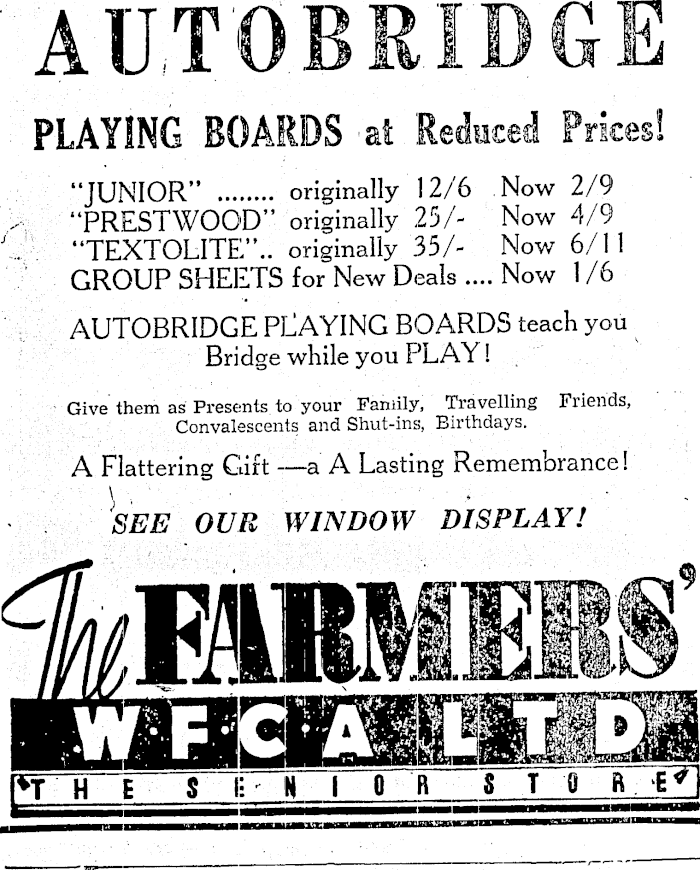 AUTOBRIDGE
PLAYING BOARDS at Reduced Prices!
"JUNIOR" ........ originally 12/6 Now 2/9
"PRESTWOOD" originally 25/- Now 4/9
"TEXTOLITE".. originally 35/- Now 6/11
GROUP SHEETS for New Deals .... Now 1/6
AUTOBRIDGE PLAYING BOARDS teach you
Bridge while you PLAY!
Give them as Presents to your Family, Travelling Friends,
Convalescents and Shut-ins, Birthdays.
A Flattering Gift —a A Lasting Remembrance!
SEE OUR WINDOW DISPLAY!
The FARMERS'
W·F·C·A LTD
"THE SENIOR STORE"